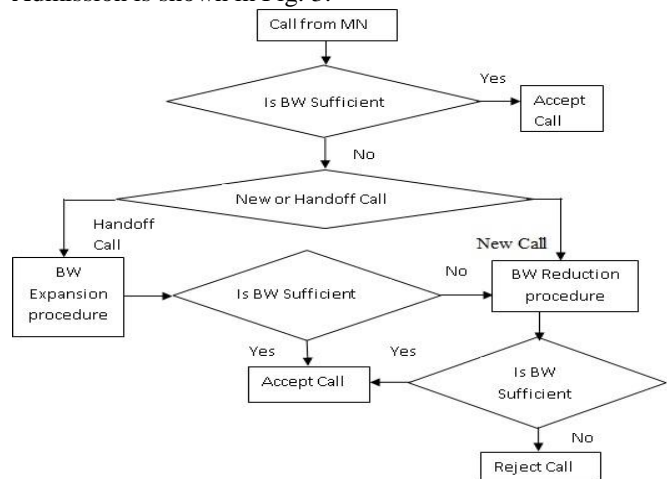 Admission is shown in Fig. 3.
Call from MN
Yes
Is BW Sufficient
Accept
Call
No
New or Handoff Call
Handoff
Call
New Call
BW
Expansion
procedure
Is BW Sufficient
No
BW Reduction
procedure
Yes
Yes
Accept Call
Is BW
Sufficient
No
Reject Call